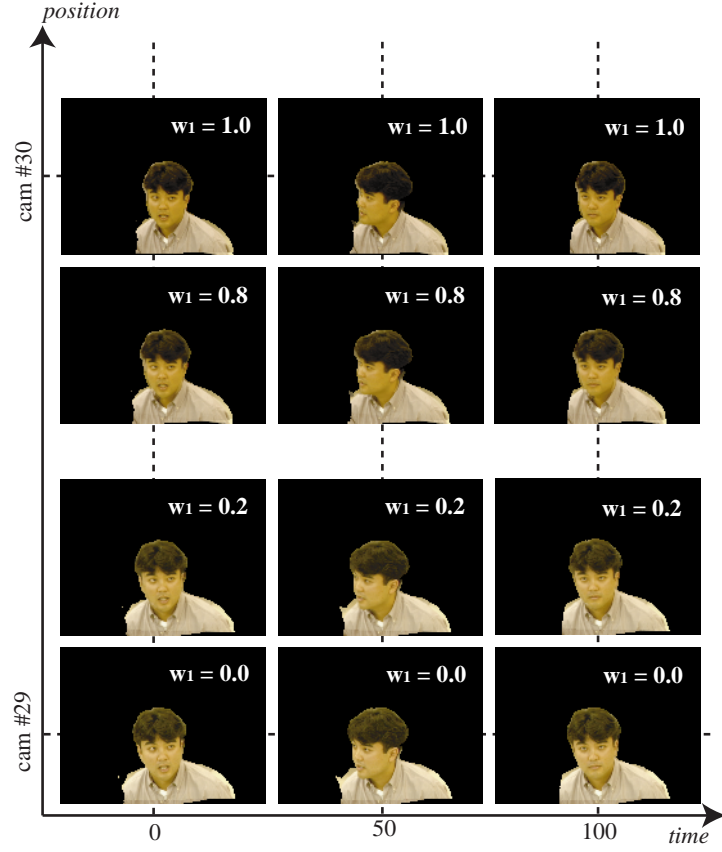 position
cam #30
w1 = 1.0 w1 = 1.0 w1 = 1.0
w1 = 0.8 w1 = 0.8 w1 = 0.8
w1 = 0.2 w1 = 0.2 w1 = 0.2
cam #29
w1 = 0.0 w1 = 0.0 w1 = 0.0
0 50 100 time